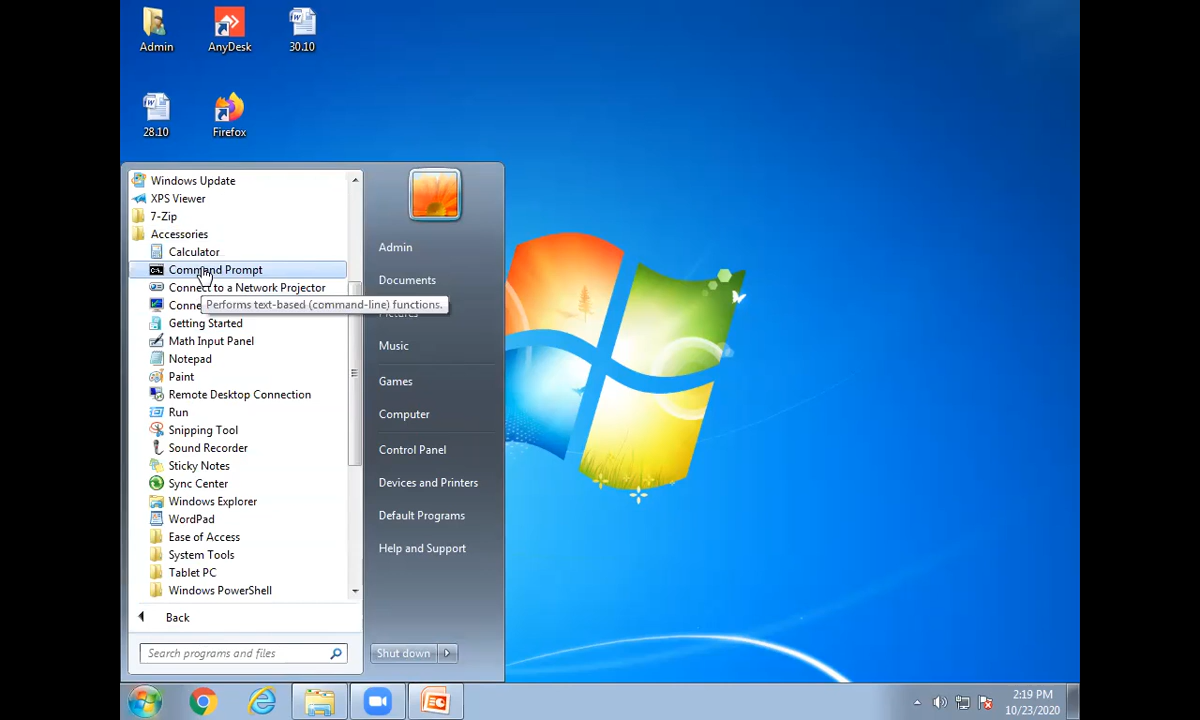 Admin
AnyDesk
30.10
28.10
Firefox
Windows Update
XPS Viewer
7-Zip
Accessories
Calculator
Command Prompt
Connect to a Network Projector
Conne
Performs text-based (command-line) functions.
Getting Started
Math Input Panel
Notepad
Paint
Remote Desktop Connection
Run
Snipping Tool
Sound Recorder
Sticky Notes
Sync Center
Windows Explorer
WordPad
Ease of Access
System Tools
Tablet PC
Windows PowerShell
Back
Search programs and files
Admin
Documents
Pictures
Music
Games
Computer
Control Panel
Devices and Printers
Default Programs
Help and Support
Shut down
2:19 PM
10/23/2020